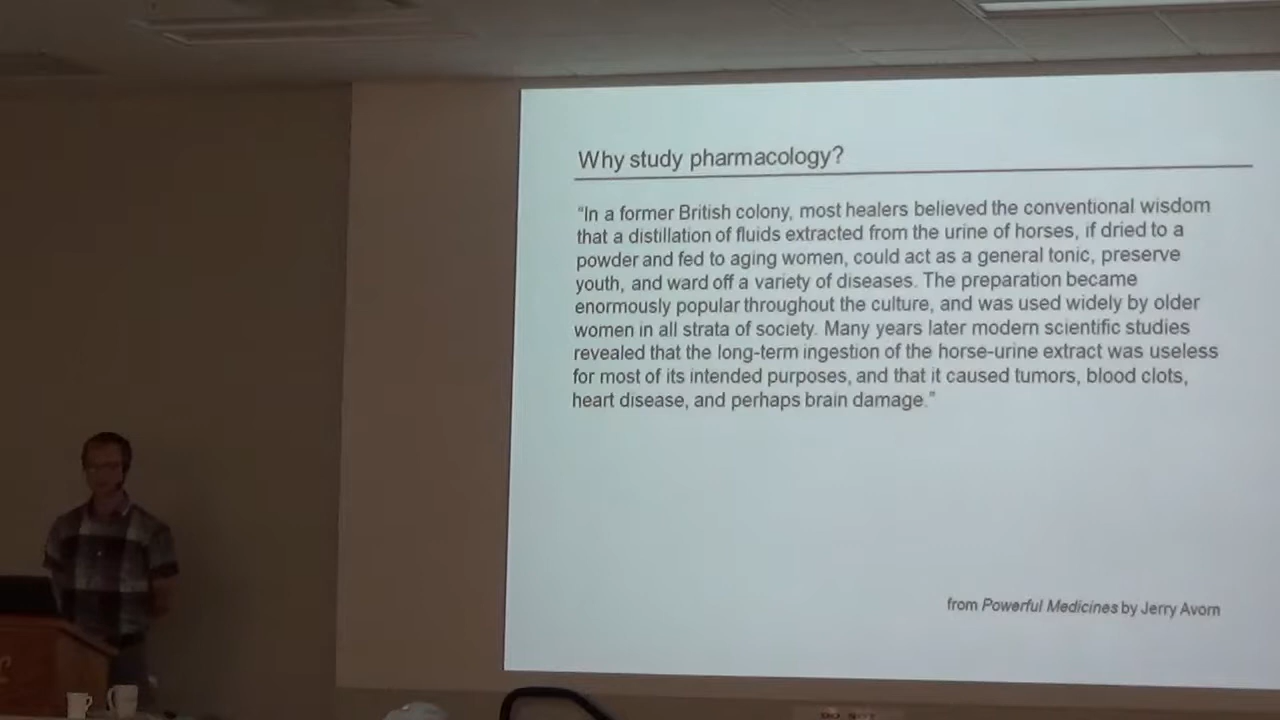 Why study pharmacology?
“In a former British colony, most healers believed the conventional wisdom
that a distillation of fluids extracted from the urine of horses, if dried to a
powder and fed to aging women, could act as a general tonic, preserve
youth, and ward off a variety of diseases. The preparation became
enormously popular throughout the culture, and was used widely by older
women in all strata of society. Many years later modern scientific studies
revealed that the long-term ingestion of the horse-urine extract was useless
for most of its intended purposes, and that it caused tumors, blood clots,
heart disease, and perhaps brain damage.”
from Powerful Medicines by Jerry Avorn